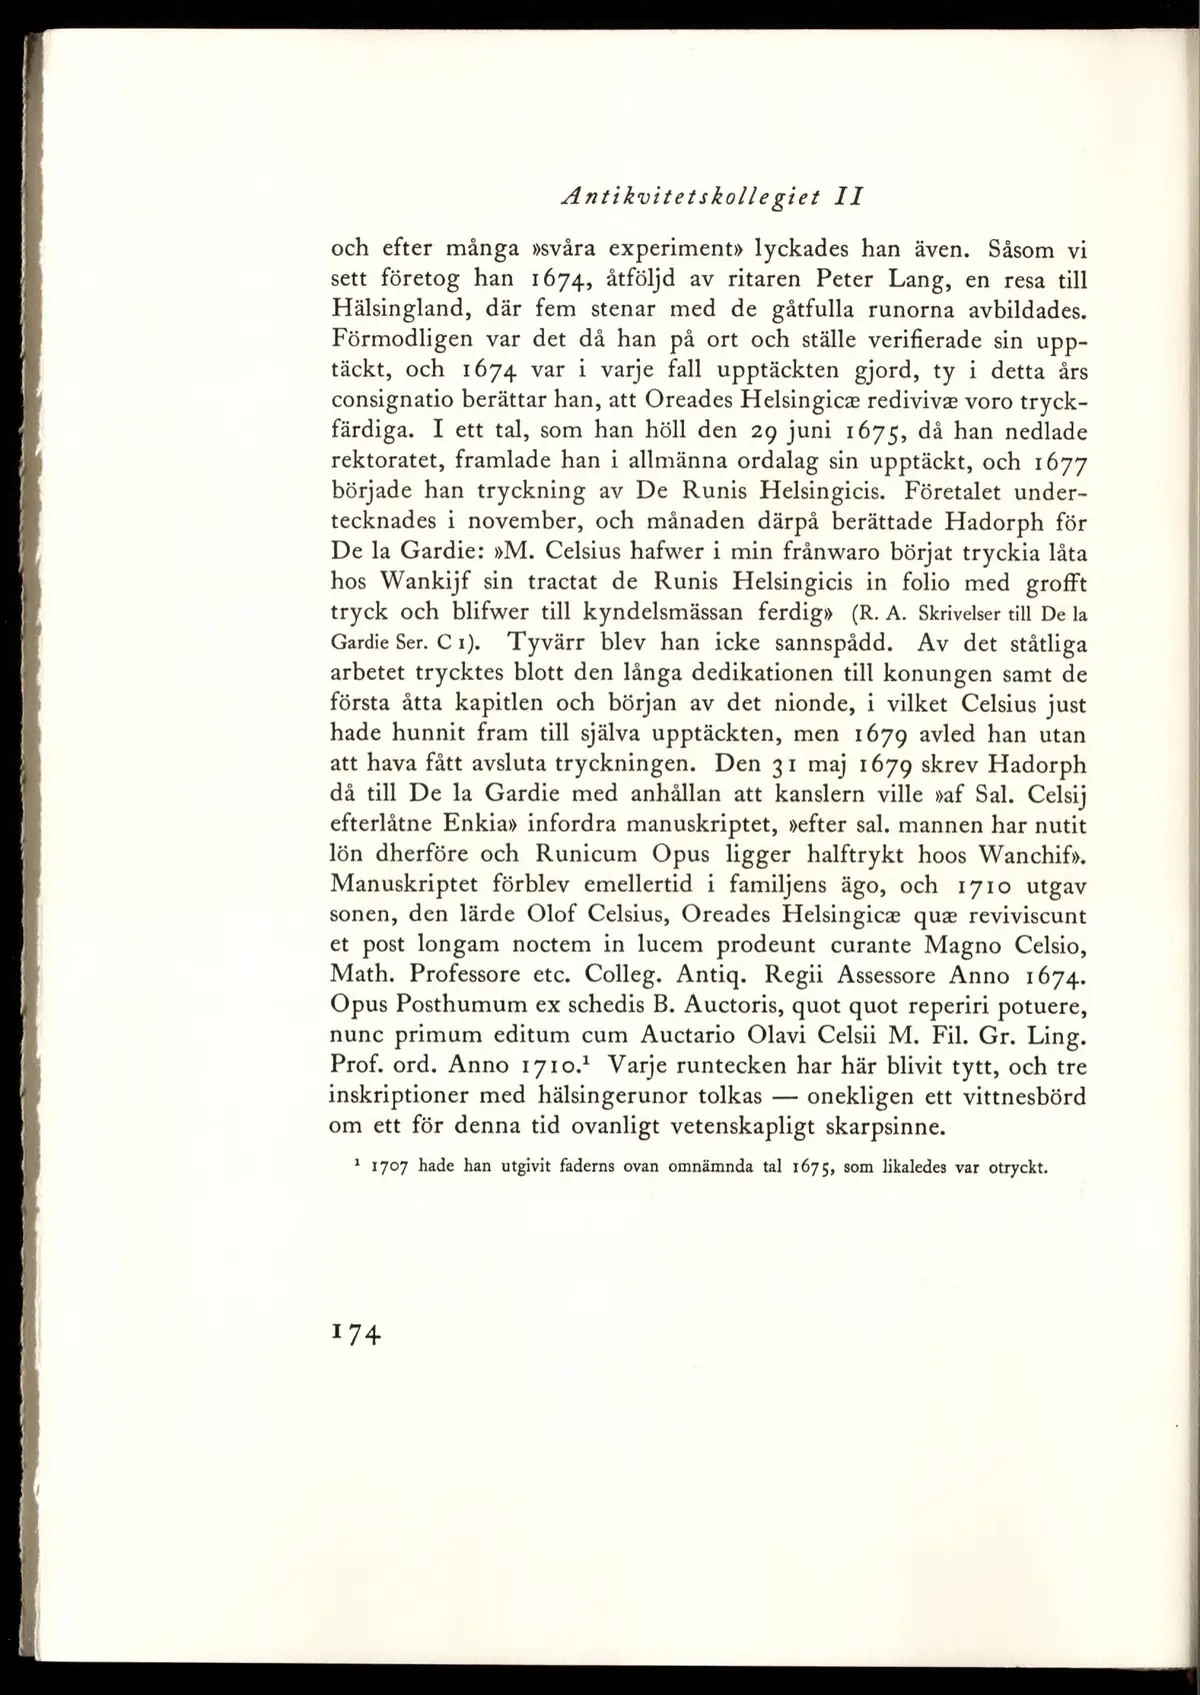 Antikvitetskollegiet II
och efter många »svåra experiment» lyckades han även. Såsom vi
sett företog han 1674, åtföljd av ritaren Peter Lang, en resa till
Hälsingland, där fem stenar med de gåtfulla runorna avbildades.
Förmodligen var det då han på ort och ställe verifierade sin upp-
täckt, och 1674 var i varje fall upptäckten gjord, ty i detta års
consignatio berättar han, att Oreades Helsingicæ redivivæ voro tryck-
färdiga. I ett tal, som han höll den 29 juni 1675, då han nedlade
rektoratet, framlade han i allmänna ordalag sin upptäckt, och 1677
började han tryckning av De Runis Helsingicis. Företalet under-
tecknades i november, och månaden därpå berättade Hadorph för
De la Gardie: »M. Celsius hafwer i min frånwaro börjat tryckia låta
hos Wankijf sin tractat de Runis Helsingicis in folio med grofft
tryck och blifwer till kyndelsmässan ferdig» (R. A. Skrivelser till De la
Gardie Ser. C 1). Tyvärr blev han icke sannspådd. Av det ståtliga
arbetet trycktes blott den långa dedikationen till konungen samt de
första åtta kapitlen och början av det nionde, i vilket Celsius just
hade hunnit fram till själva upptäckten, men 1679 avled han utan
att hava fått avsluta tryckningen. Den 31 maj 1679 skrev Hadorph
då till De la Gardie med anhållan att kanslern ville »af Sal. Celsij
efterlåtne Enkia» infordra manuskriptet, »efter sal. mannen har nutit
lön dherföre och Runicum Opus ligger halftrykt hoos Wanchif».
Manuskriptet förblev emellertid i familjens ägo, och 1710 utgav
sonen, den lärde Olof Celsius, Oreades Helsingicæ quæ reviviscunt
et post longam noctem in lucem prodeunt curante Magno Celsio,
Math. Professore etc. Colleg. Antiq. Regii Assessore Anno 1674.
Opus Posthumum ex schedis B. Auctoris, quot quot reperiri potuere,
nunc primum editum cum Auctario Olavi Celsii M. Fil. Gr. Ling.
Prof. ord. Anno 1710.¹ Varje runtecken har här blivit tytt, och tre
inskriptioner med hälsingerunor tolkas — onekligen ett vittnesbörd
om ett för denna tid ovanligt vetenskapligt skarpsinne.
¹ 1707 hade han utgivit faderns ovan omnämnda tal 1675, som likaledes var otryckt.
174